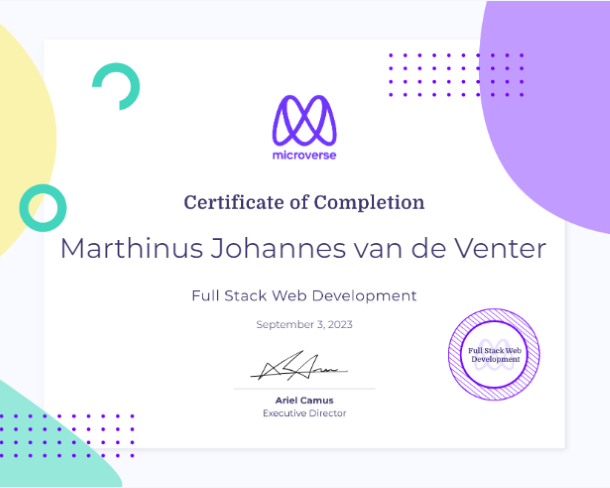 microverse
Certificate of Completion
Marthinus Johannes van de Venter
Full Stack Web Development
September 3, 2023
Ariel Camus
Executive Director
Full Stack Web
Development